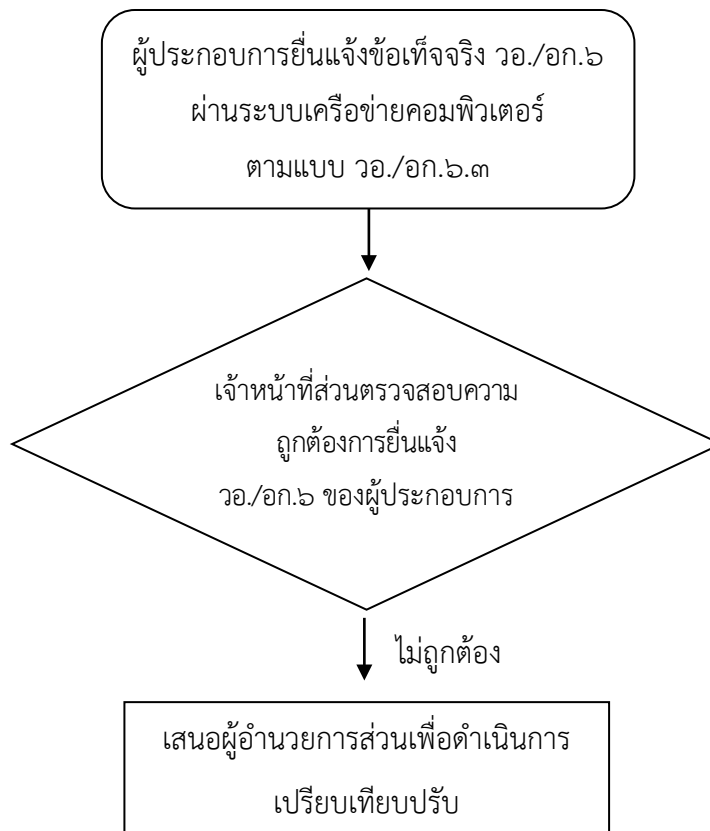 ผู้ประกอบการยื่นแจ้งข้อเท็จจริง วอ./อก.๖
ผ่านระบบเครือข่ายคอมพิวเตอร์
ตามแบบ วอ./อก.๖.๓
เจ้าหน้าที่ส่วนตรวจสอบความ
ถูกต้องการยื่นแจ้ง
วอ./อก.๖ ของผู้ประกอบการ
ไม่ถูกต้อง
เสนอผู้อำนวยการส่วนเพื่อดำเนินการ
เปรียบเทียบปรับ